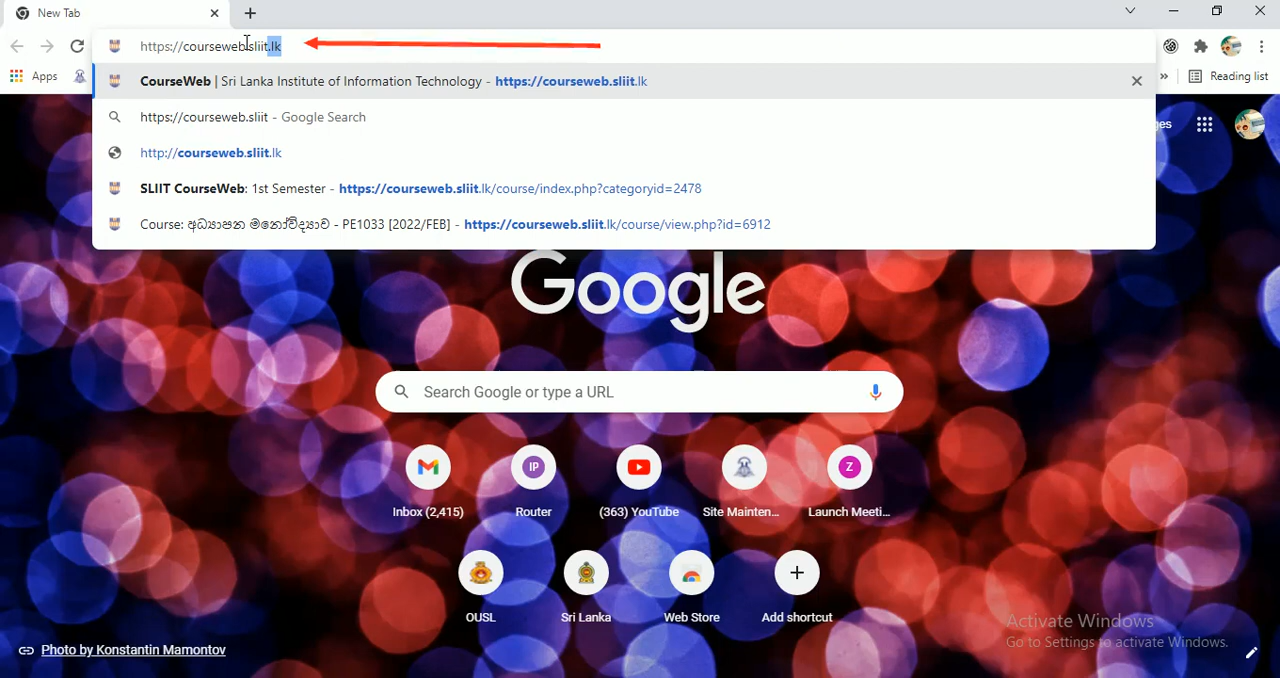 New Tab
https://courseweb.sliit.lk
Apps
Reading list
CourseWeb | Sri Lanka Institute of Information Technology - https://courseweb.sliit.lk
https://courseweb.sliit - Google Search
http://courseweb.sliit.lk
SLIIT CourseWeb: 1st Semester - https://courseweb.sliit.lk/course/index.php?categoryid=2478
Course: අධ්‍යාපන මනෝවිද්‍යාව - PE1033 [2022/FEB] - https://courseweb.sliit.lk/course/view.php?id=6912
Google
Search Google or type a URL
IP
Z
Inbox (2,415)
Router
(363) YouTube
Site Mainten...
Launch Meeti...
OUSL
Sri Lanka
Web Store
Add shortcut
Activate Windows
Go to Settings to activate Windows.
Photo by Konstantin Mamontov